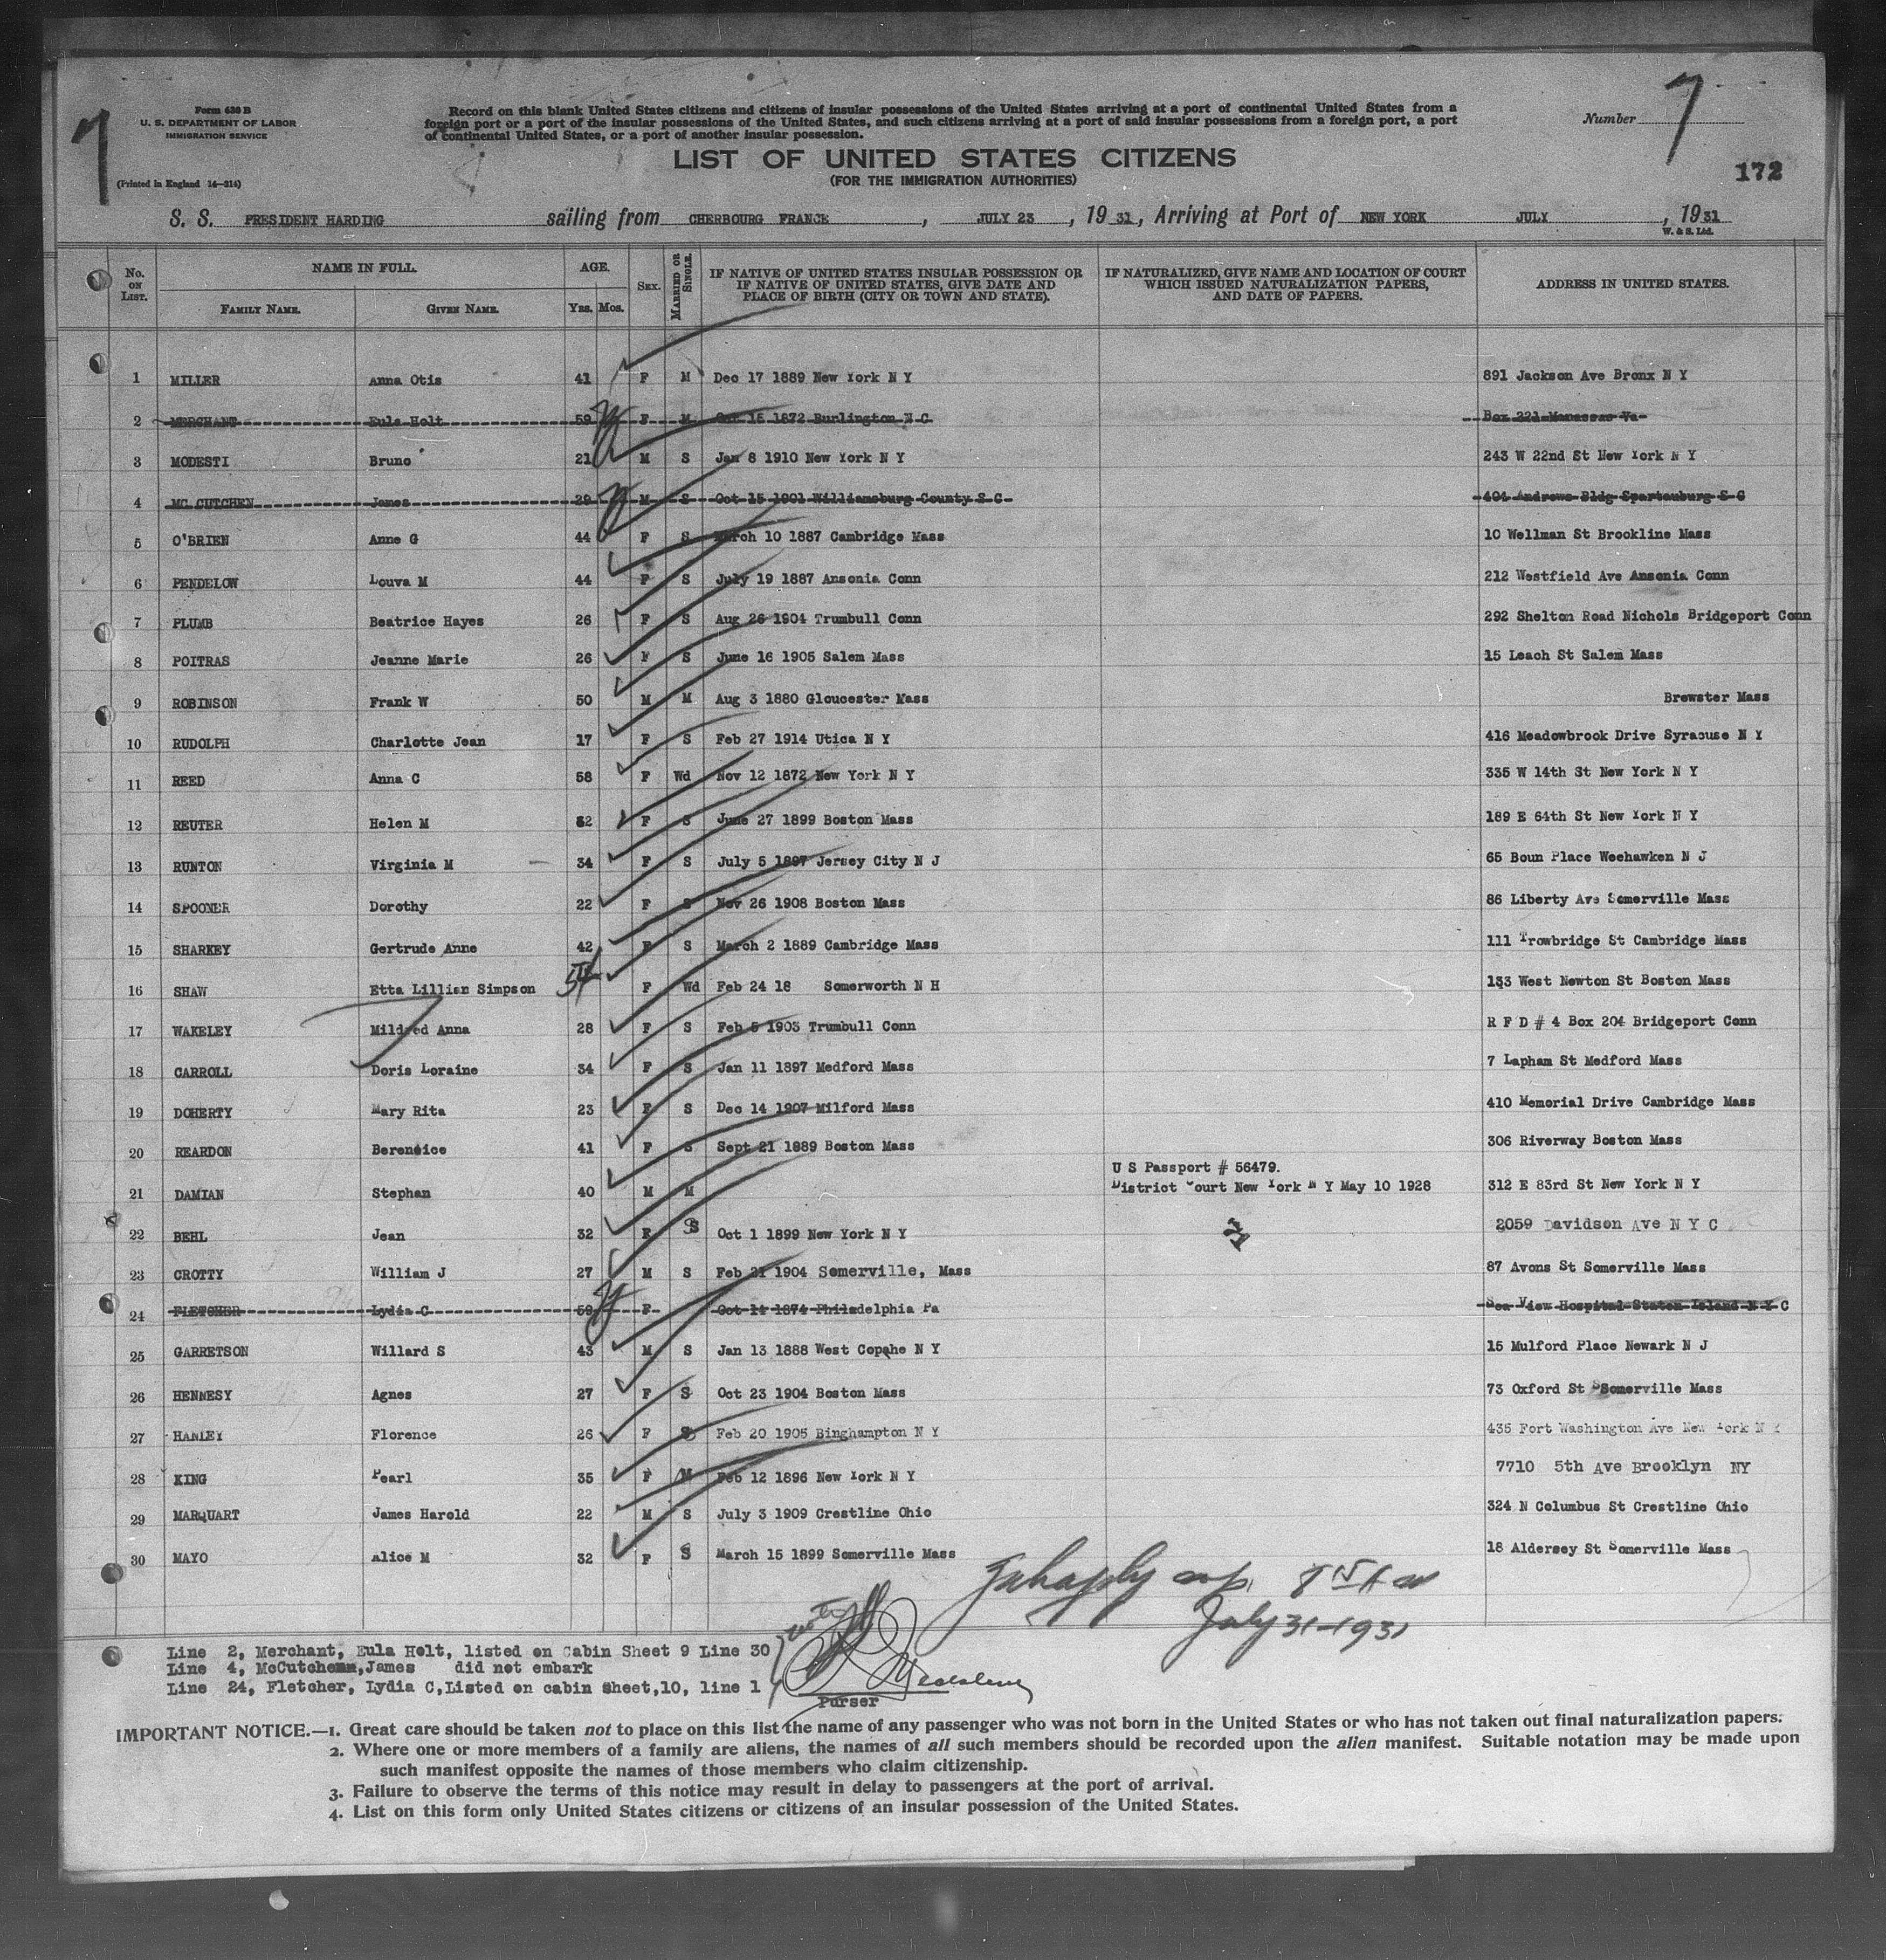 7
Form 630 B
U. S. DEPARTMENT OF LABOR
IMMIGRATION SERVICE
(Printed in England 14—214)
Record on this blank United States citizens and citizens of insular possessions of the United States arriving at a port of continental United States from a
foreign port or a port of the insular possessions of the United States, and such citizens arriving at a port of said insular possessions from a foreign port, a port
of continental United States, or a port of another insular possession.
Number 7
LIST OF UNITED STATES CITIZENS
(FOR THE IMMIGRATION AUTHORITIES)
172
S. S. PRESIDENT HARDING sailing from CHERBOURG FRANCE, JULY 23, 1931, Arriving at Port of NEW YORK JULY, 1931
W. & S. Ltd.
No. ON LIST. NAME IN FULL. FAMILY NAME. GIVEN NAME. AGE. YRS. MOS. SEX. MARRIED OR SINGLE. IF NATIVE OF UNITED STATES INSULAR POSSESSION OR IF NATIVE OF UNITED STATES, GIVE DATE AND PLACE OF BIRTH (CITY OR TOWN AND STATE). IF NATURALIZED, GIVE NAME AND LOCATION OF COURT WHICH ISSUED NATURALIZATION PAPERS, AND DATE OF PAPERS. ADDRESS IN UNITED STATES.
1 MILLER Anna Otis 41 F M Dec 17 1889 New York N Y 891 Jackson Ave Bronx N Y
2 MERCHANT Eula Holt 59 F M 15 1872 Burlington N C Box 221 Manassas Va
3 MODESTI Bruno 21 M S Jan 8 1910 New York N Y 243 W 22nd St New York N Y
4 MC CUTCHEN James 29 M S Oct 15 1901 Williamsburg County S C 404 Andrews Bldg Spartanburg S C
5 O'BRIEN Anne G 44 F S March 10 1887 Cambridge Mass 10 Wellman St Brookline Mass
6 PENDELOW Louva M 44 F S July 19 1887 Ansonia Conn 212 Westfield Ave Ansonia Conn
7 PLUMB Beatrice Hayes 26 F S Aug 26 1904 Trumbull Conn 292 Shelton Road Nichols Bridgeport Conn
8 POITRAS Jeanne Marie 26 F S June 16 1905 Salem Mass 15 Leach St Salem Mass
9 ROBINSON Frank W 50 M M Aug 3 1880 Gloucester Mass Brewster Mass
10 RUDOLPH Charlotte Jean 17 F S Feb 27 1914 Utica N Y 416 Meadowbrook Drive Syracuse N Y
11 REED Anna C 58 F Wd Nov 12 1872 New York N Y 335 W 14th St New York N Y
12 REUTER Helen M 32 F S June 27 1899 Boston Mass 189 E 64th St New York N Y
13 RUNTON Virginia M 34 F S July 5 1897 Jersey City N J 65 Boun Place Weehawken N J
14 SPOONER Dorothy 22 F S Nov 26 1908 Boston Mass 86 Liberty Ave Somerville Mass
15 SHARKEY Gertrude Anne 42 F S March 2 1889 Cambridge Mass 111 Trowbridge St Cambridge Mass
16 SHAW Etta Lillian Simpson 54 F Wd Feb 24 18 Somerworth N H 133 West Newton St Boston Mass
17 WAKELEY Mildred Anna 28 F S Feb 5 1903 Trumbull Conn R F D # 4 Box 204 Bridgeport Conn
18 CARROLL Doris Loraine 34 F S Jan 11 1897 Medford Mass 7 Lapham St Medford Mass
19 DOHERTY Mary Rita 23 F S Dec 14 1907 Milford Mass 410 Memorial Drive Cambridge Mass
20 REARDON Berenice 41 F S Sept 21 1889 Boston Mass 306 Riverway Boston Mass
U S Passport # 56479.
21 DAMIAN Stephan 40 M M District Court New York N Y May 10 1928 312 E 83rd St New York N Y
22 BEHL Jean 32 F S Oct 1 1899 New York N Y 21 2059 Davidson Ave N Y C
23 CROTTY William J 27 M S Feb 21 1904 Somerville, Mass 87 Avons St Somerville Mass
24 FLETCHER Lydia C 59 F Oct 14 1874 Philadelphia Pa Sea View Hospital Staten Island N Y C
25 GARRETSON Willard S 43 M S Jan 13 1888 West Copahe N Y 15 Mulford Place Newark N J
26 HENNESY Agnes 27 F S Oct 23 1904 Boston Mass 73 Oxford St Somerville Mass
27 HANLEY Florence 26 F S Feb 20 1905 Binghampton N Y 435 Fort Washington Ave New York N Y
28 KING Pearl 35 F M Feb 12 1896 New York N Y 7710 5th Ave Brooklyn NY
29 MARQUART James Harold 22 M S July 3 1909 Crestline Ohio 324 N Columbus St Crestline Ohio
30 MAYO Alice M 32 F S March 15 1899 Somerville Mass 18 Aldersey St Somerville Mass
July 31-1931
Line 2, Merchant, Eula Holt, listed on Cabin Sheet 9 Line 30
Line 4, McCutchenn, James did not embark
Line 24, Fletcher, Lydia C, Listed on cabin sheet, 10, line 1
Purser
IMPORTANT NOTICE.—1. Great care should be taken not to place on this list the name of any passenger who was not born in the United States or who has not taken out final naturalization papers.
2. Where one or more members of a family are aliens, the names of all such members should be recorded upon the alien manifest. Suitable notation may be made upon
such manifest opposite the names of those members who claim citizenship.
3. Failure to observe the terms of this notice may result in delay to passengers at the port of arrival.
4. List on this form only United States citizens or citizens of an insular possession of the United States.